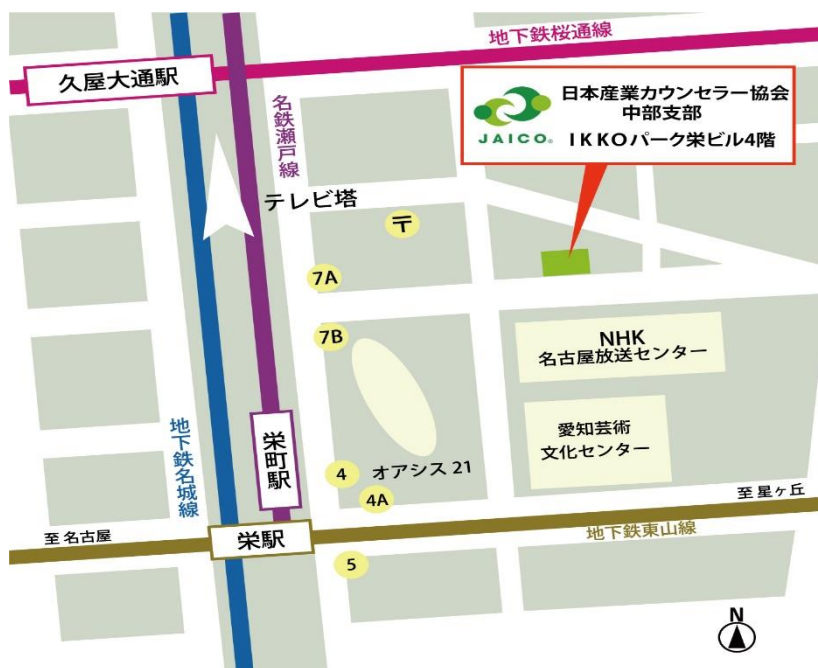 地下鉄桜通線
久屋大通駅
名鉄瀬戸線
日本産業カウンセラー協会
中部支部
JAICO®
IKKOパーク栄ビル4階
テレビ塔
〒
7A
7B
NHK
名古屋放送センター
地下鉄名城線
栄町駅
愛知芸術
文化センター
4
オアシス21
4A
至 星ヶ丘
至 名古屋
栄駅
地下鉄東山線
5
N